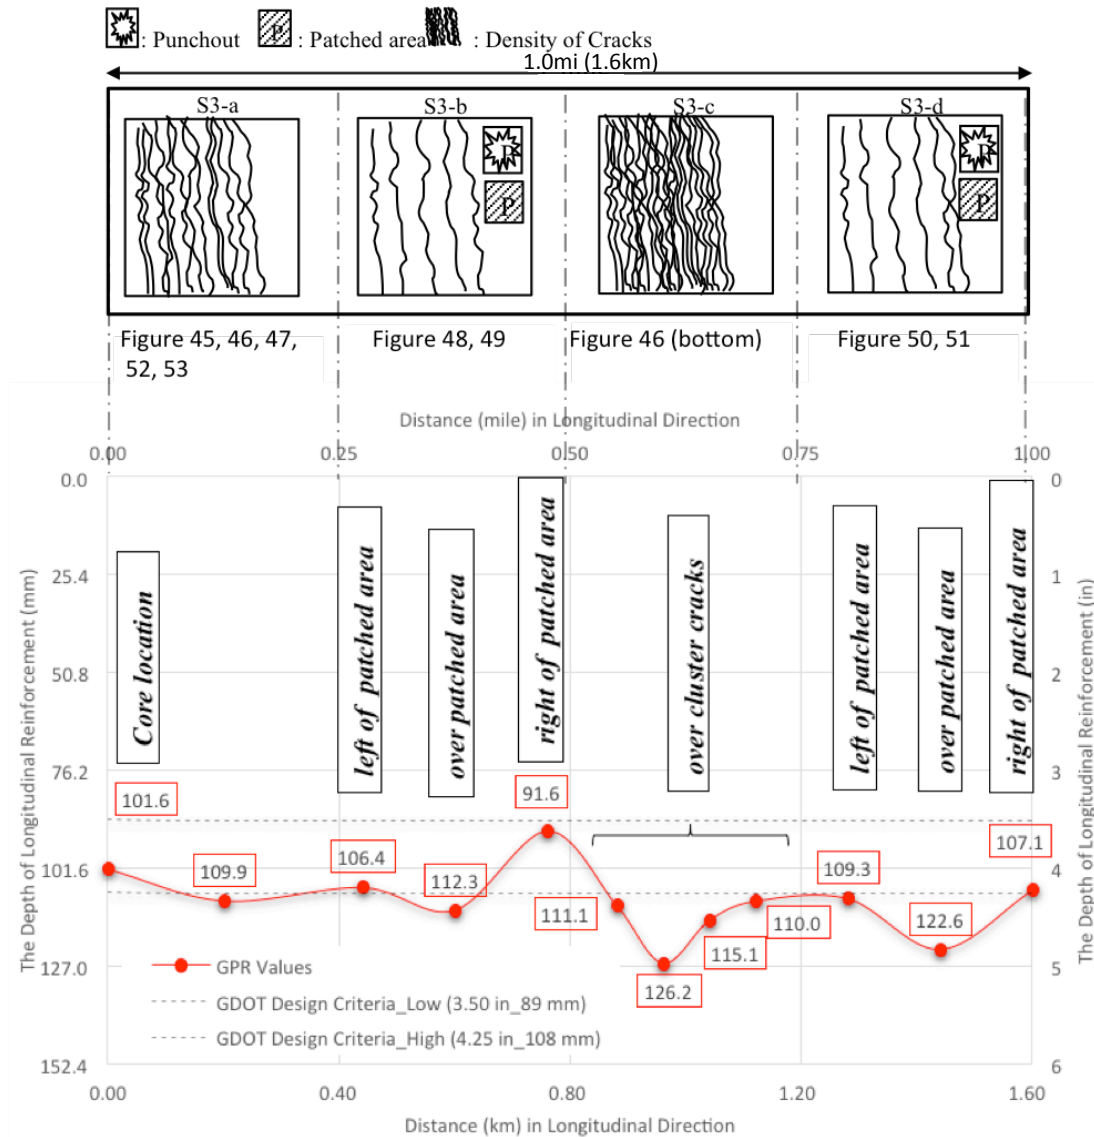 : Punchout
P
: Patched area
: Density of Cracks
1.0mi (1.6km)
S3-a
S3-b
S3-c
S3-d
P
P
P
P
Figure 45, 46, 47,
52, 53
Figure 48, 49
Figure 46 (bottom)
Figure 50, 51
Distance (mile) in Longitudinal Direction
0.00
0.25
0.50
0.75
1.00
The Depth of Longitudinal Reinforcement (mm)
0.0
25.4
50.8
76.2
101.6
127.0
152.4
The Depth of Longitudinal Reinforcement (in)
0
1
2
3
4
5
6
Core location
left of patched area
over patched area
right of patched area
over cluster cracks
left of patched area
over patched area
right of patched area
101.6
109.9
106.4
112.3
91.6
111.1
126.2
115.1
110.0
109.3
122.6
107.1
GPR Values
GDOT Design Criteria_Low (3.50 in_89 mm)
GDOT Design Criteria_High (4.25 in_108 mm)
0.00
0.40
0.80
1.20
1.60
Distance (km) in Longitudinal Direction